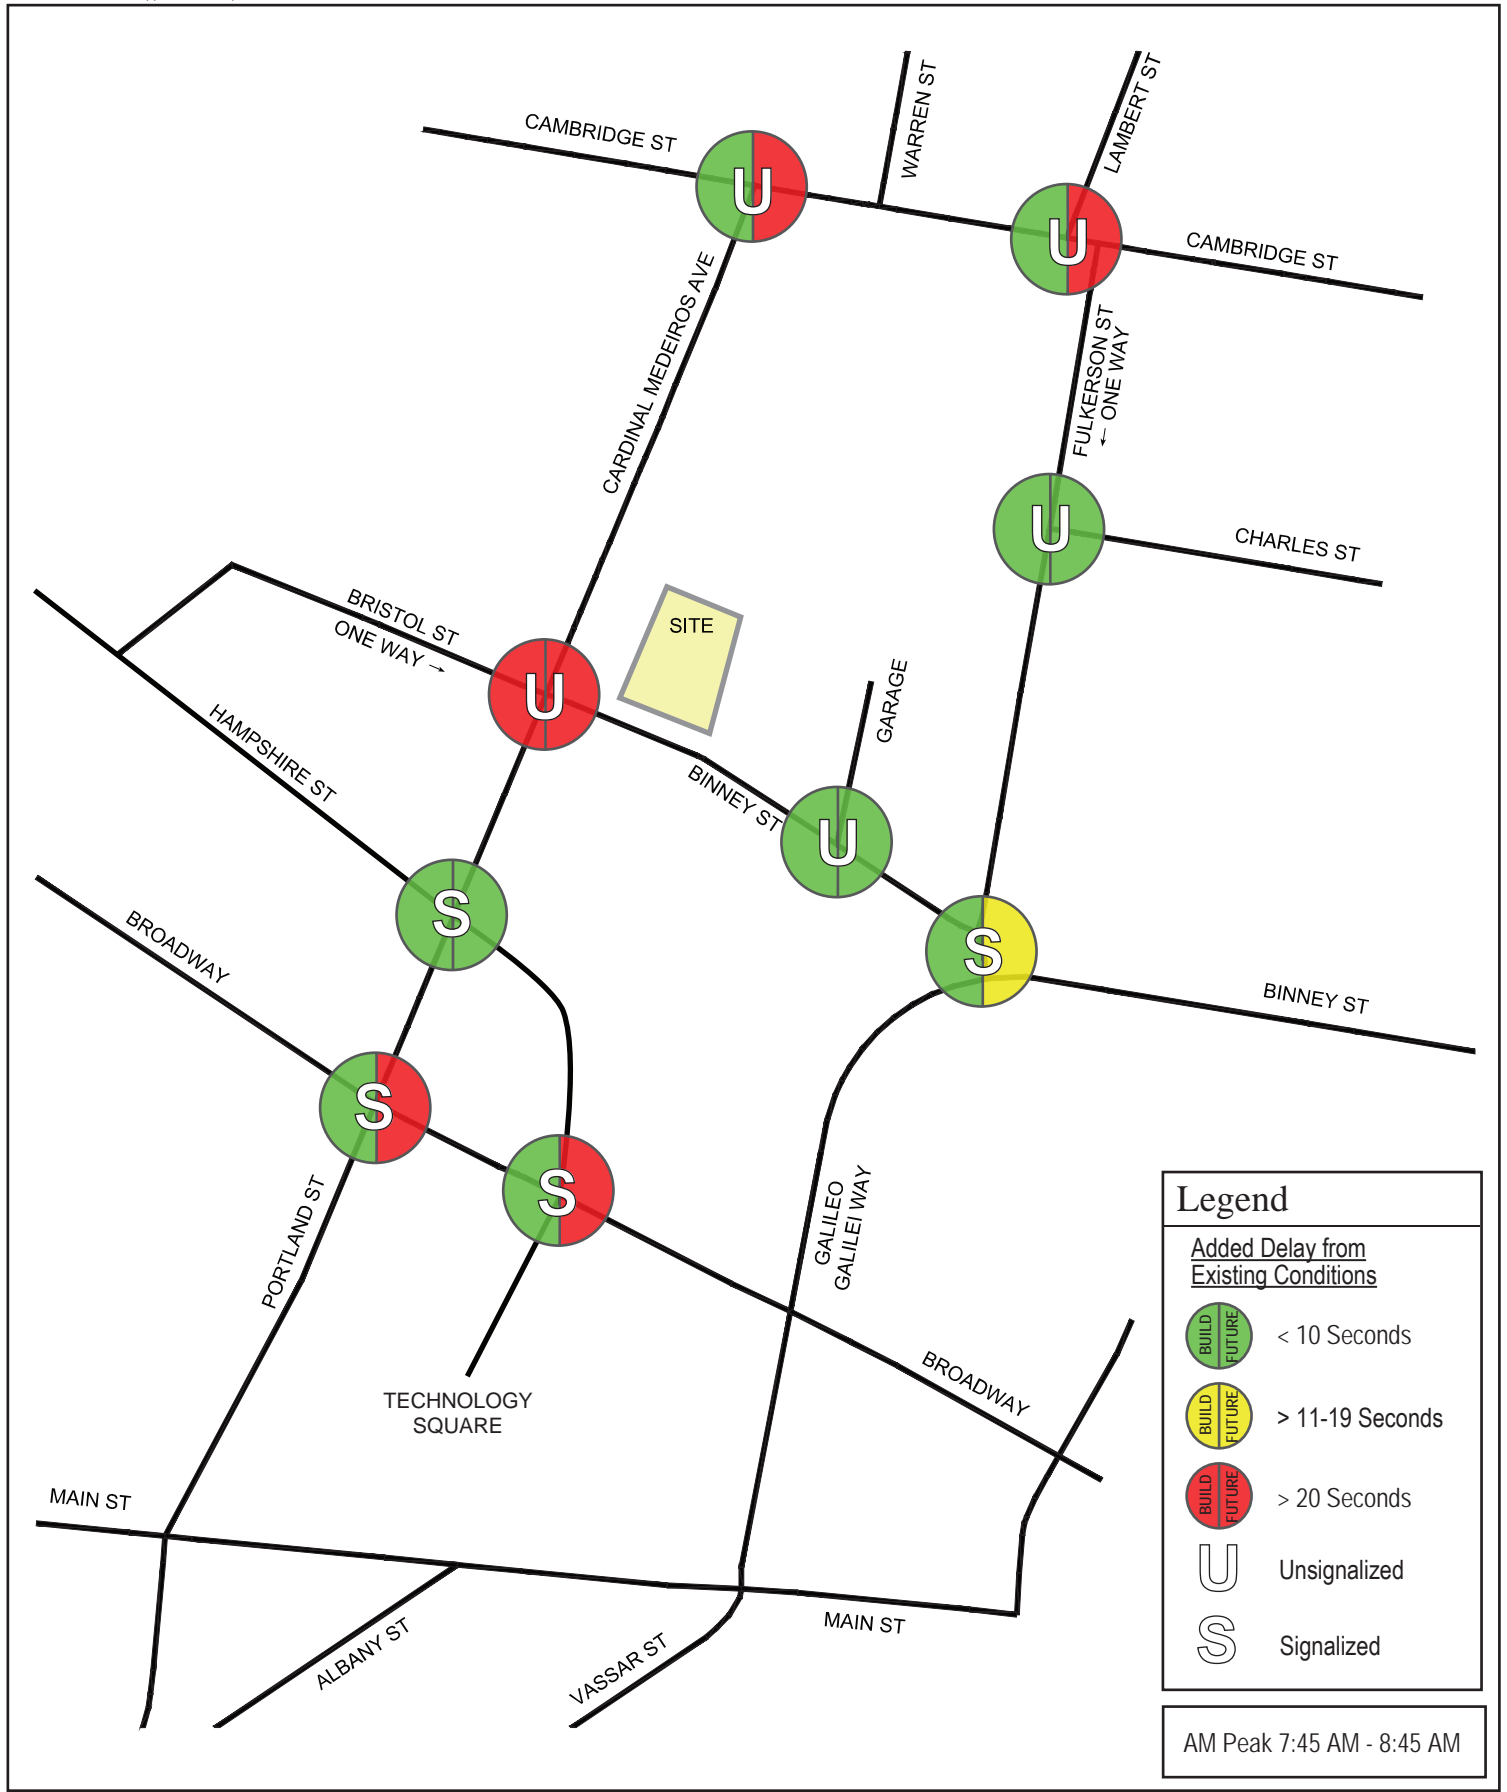 WARREN ST
LAMBERT ST
CAMBRIDGE ST
U
U
CAMBRIDGE ST
CARDINAL MEDEIROS AVE
FULKERSON ST
← ONE WAY
U
CHARLES ST
BRISTOL ST
ONE WAY →
SITE
U
GARAGE
HAMPSHIRE ST
BINNEY ST
U
S
BROADWAY
S
BINNEY ST
S
S
PORTLAND ST
GALILEO
GALILEI WAY
TECHNOLOGY
SQUARE
BROADWAY
MAIN ST
MAIN ST
ALBANY ST
VASSAR ST
Legend
Added Delay from
Existing Conditions
BUILD
FUTURE
< 10 Seconds
BUILD
FUTURE
> 11-19 Seconds
BUILD
FUTURE
> 20 Seconds
U
Unsignalized
S
Signalized
AM Peak 7:45 AM - 8:45 AM